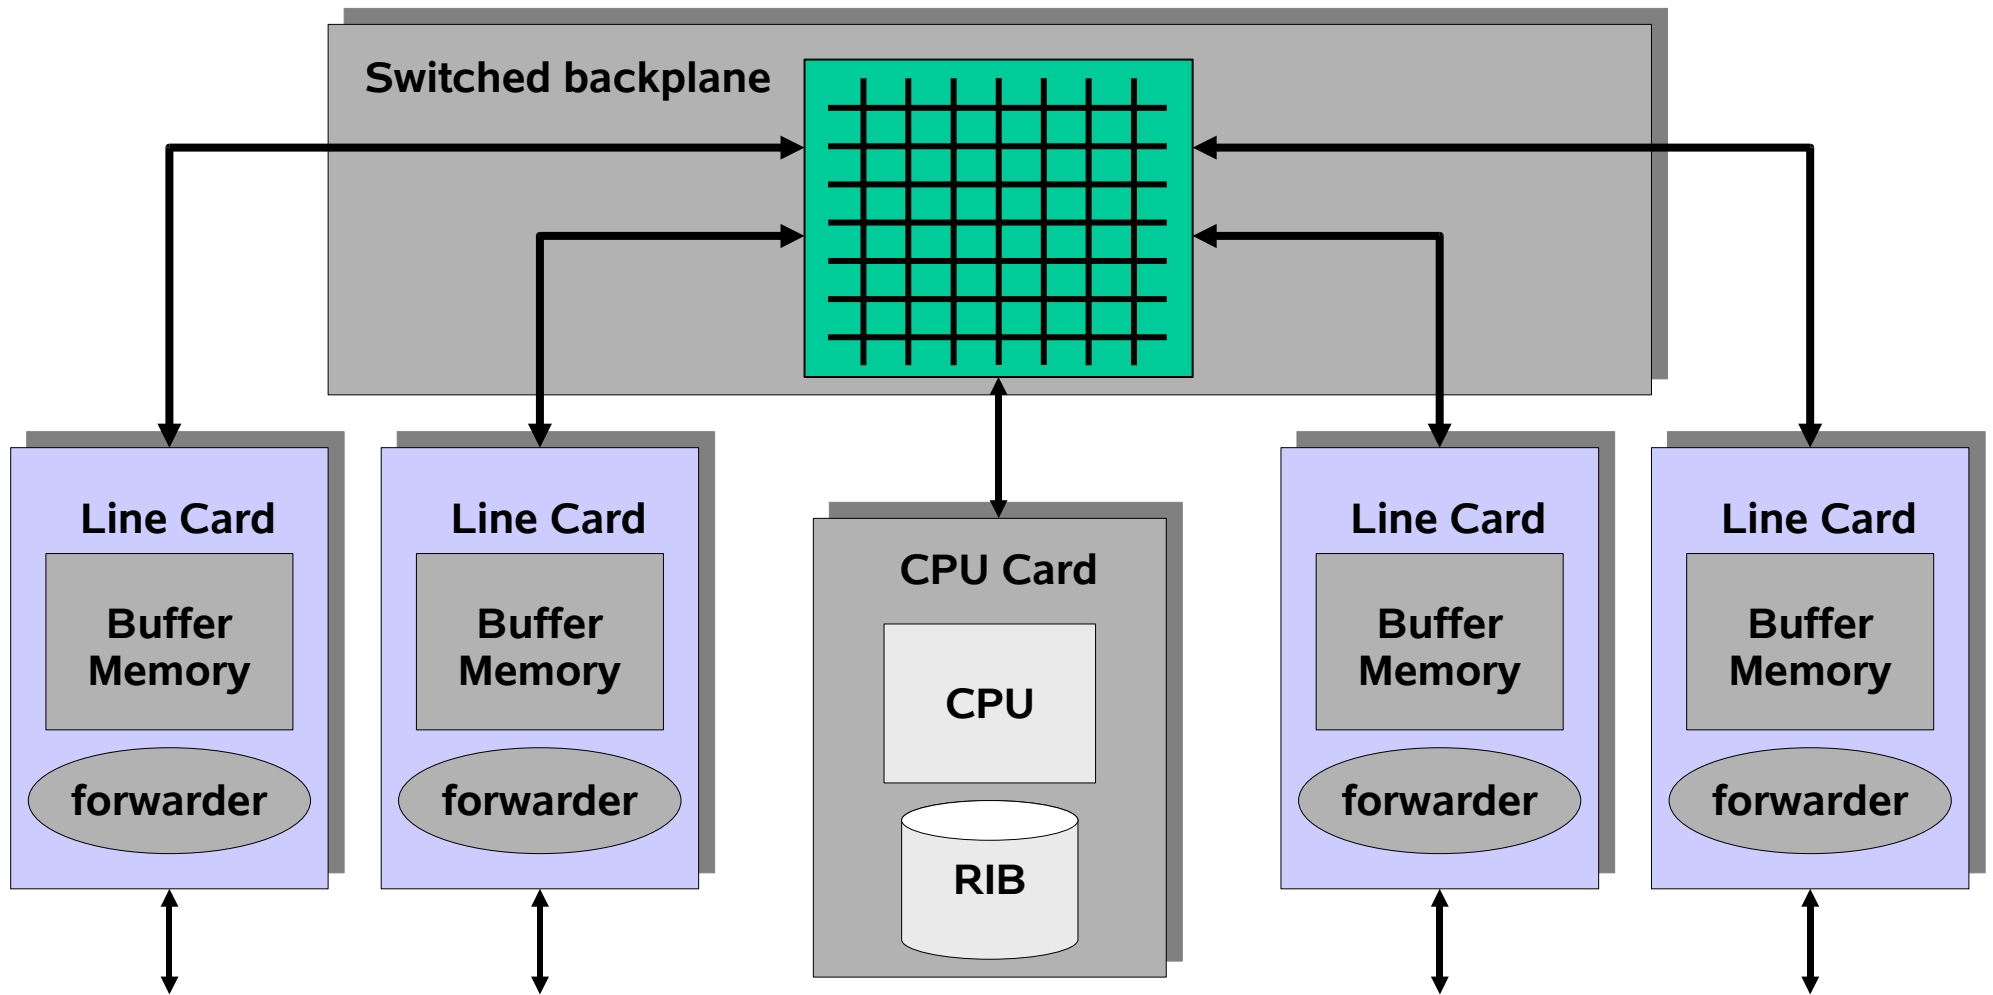 Switched backplane
Line Card
Buffer
Memory
forwarder
Line Card
Buffer
Memory
forwarder
CPU Card
CPU
RIB
Line Card
Buffer
Memory
forwarder
Line Card
Buffer
Memory
forwarder